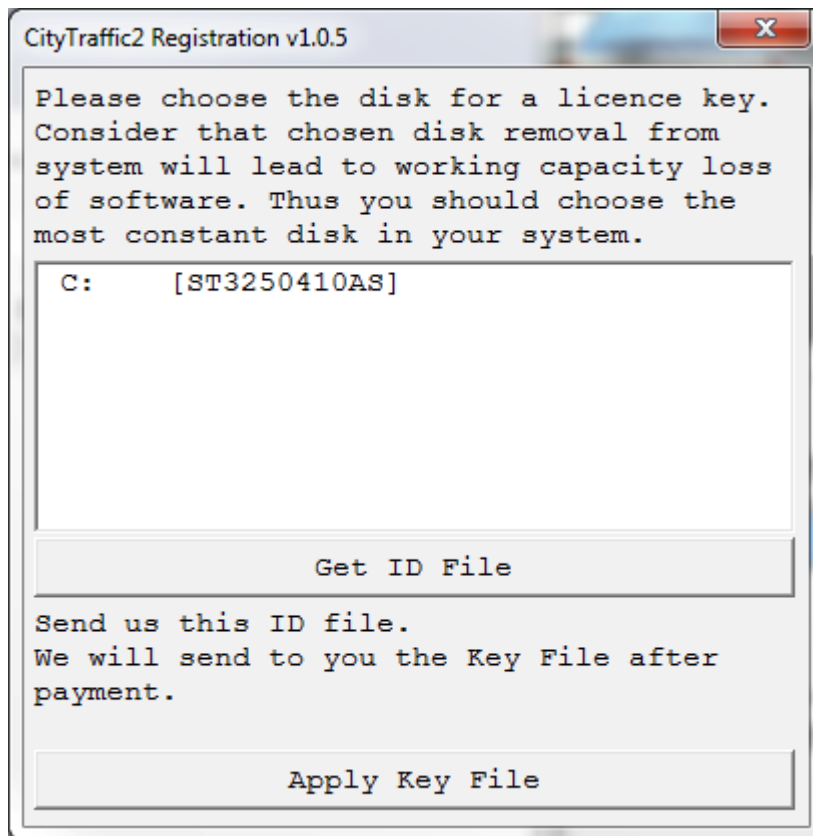 CityTraffic2 Registration v1.0.5
Please choose the disk for a licence key.
Consider that chosen disk removal from
system will lead to working capacity loss
of software. Thus you should choose the
most constant disk in your system.
C: [ST3250410AS]
Get ID File
Send us this ID file.
We will send to you the Key File after
payment.
Apply Key File